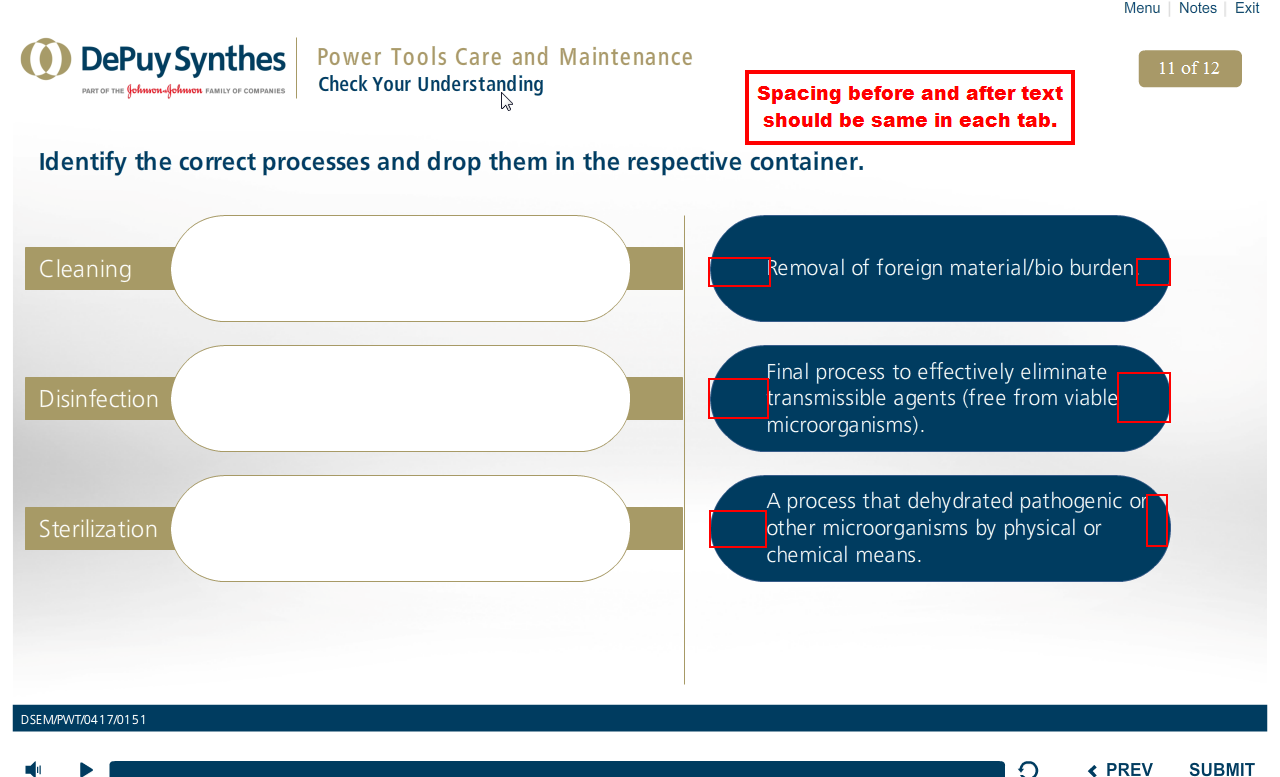 Menu | Notes | Exit
DePuy Synthes
PART OF THE Johnson & Johnson FAMILY OF COMPANIES
Power Tools Care and Maintenance
Check Your Understanding
11 of 12
Spacing before and after text
should be same in each tab.
Identify the correct processes and drop them in the respective container.
Cleaning
Removal of foreign material/bio burden.
Disinfection
Final process to effectively eliminate
transmissible agents (free from viable
microorganisms).
Sterilization
A process that dehydrated pathogenic or
other microorganisms by physical or
chemical means.
DSEM/PWT/0417/0151
PREV
SUBMIT